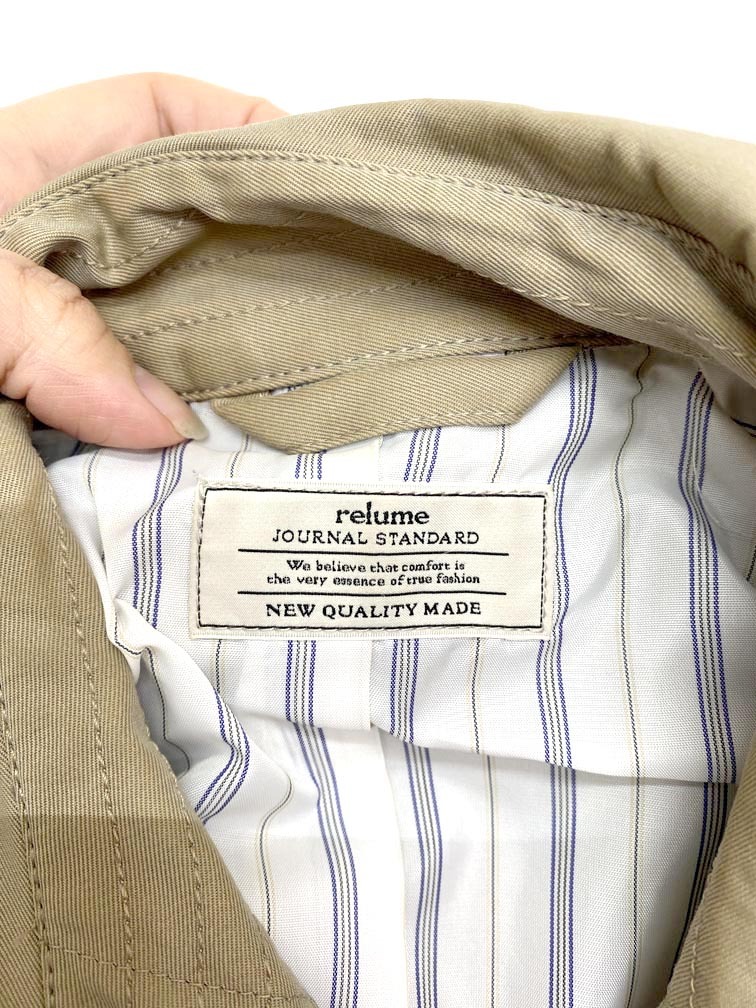 relume
JOURNAL STANDARD
We believe that comfort is
the very essence of true fashion
NEW QUALITY MADE